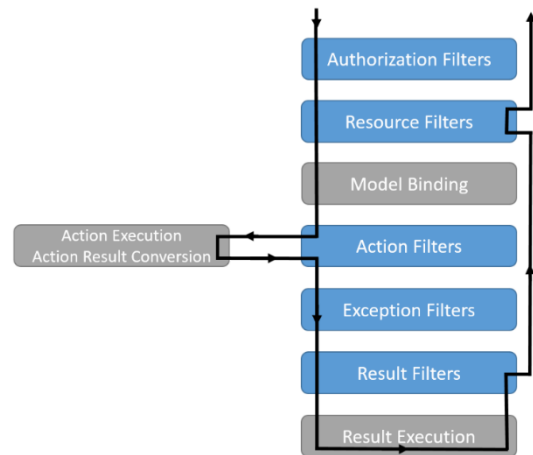 Authorization Filters
Resource Filters
Model Binding
Action Execution
Action Result Conversion
Action Filters
Exception Filters
Result Filters
Result Execution